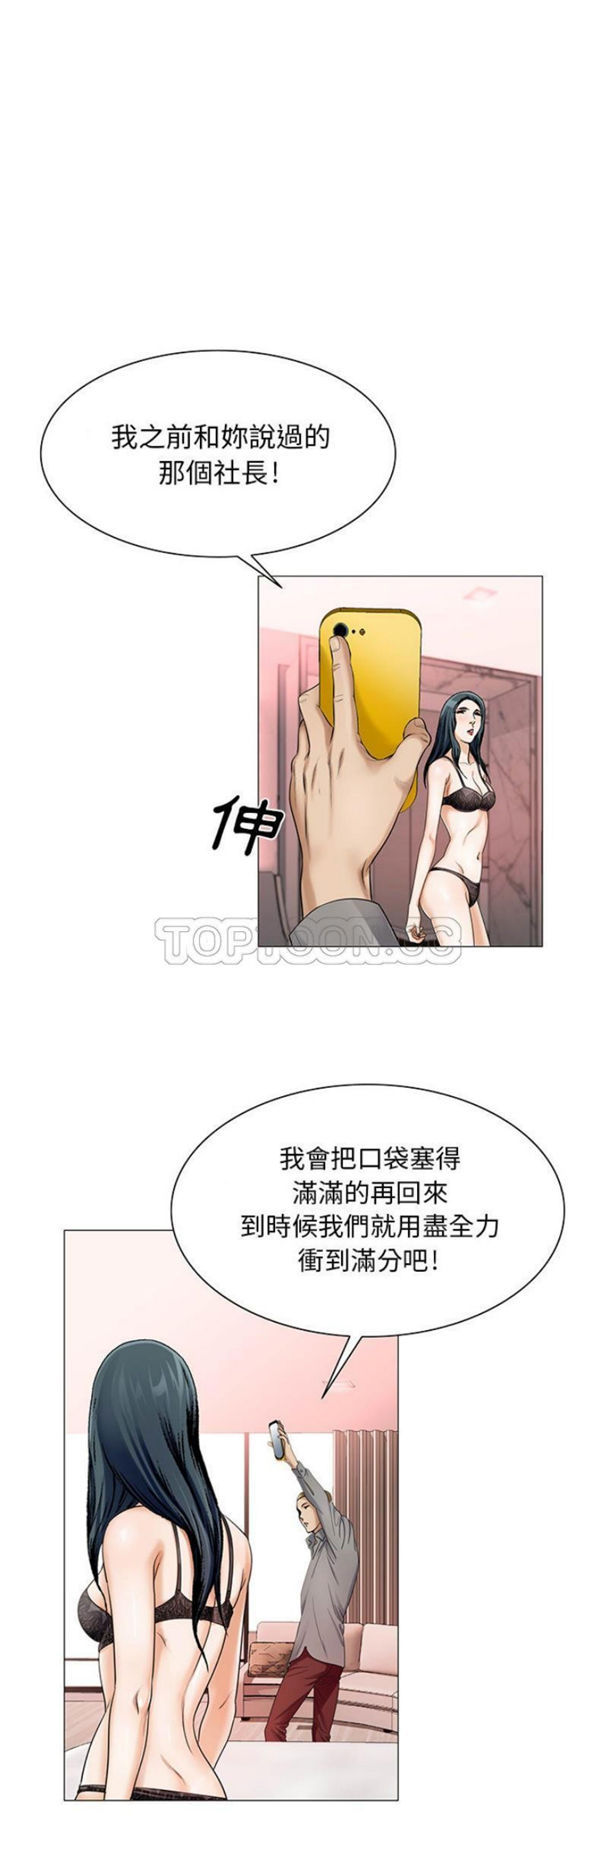 我之前和妳說過的
那個社長!
伸
TOPTOON.CC
我會把口袋塞得
滿滿的再回來
到時候我們就用盡全力
衝到滿分吧!